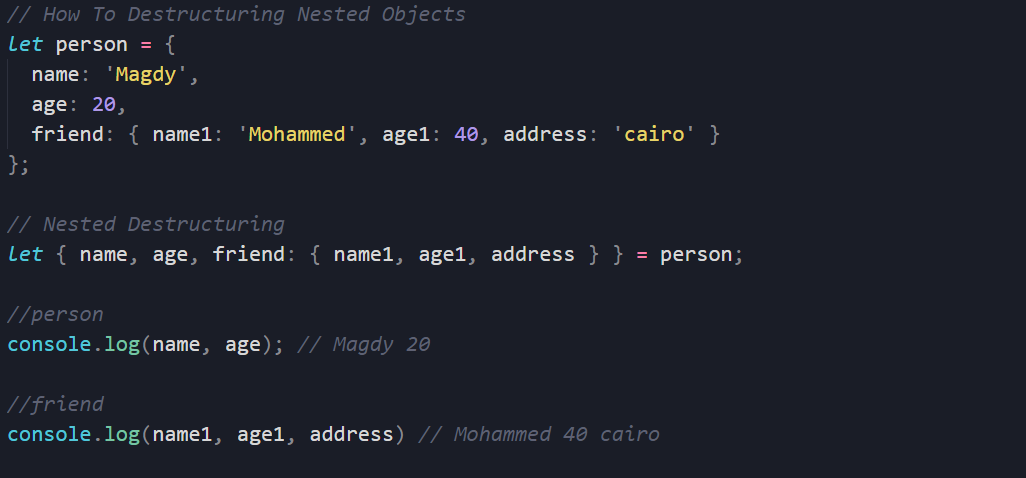 // How To Destructuring Nested Objects
let person = {
name: 'Magdy',
age: 20,
friend: { name1: 'Mohammed', age1: 40, address: 'cairo' }
};
// Nested Destructuring
let { name, age, friend: { name1, age1, address } } = person;
//person
console.log(name, age); // Magdy 20
//friend
console.log(name1, age1, address) // Mohammed 40 cairo